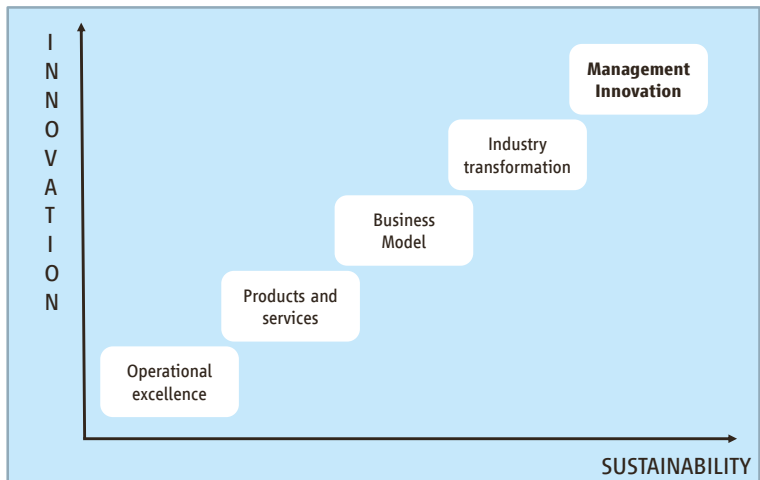 INNOVATION
Management
Innovation
Industry
transformation
Business
Model
Products and
services
Operational
excellence
SUSTAINABILITY